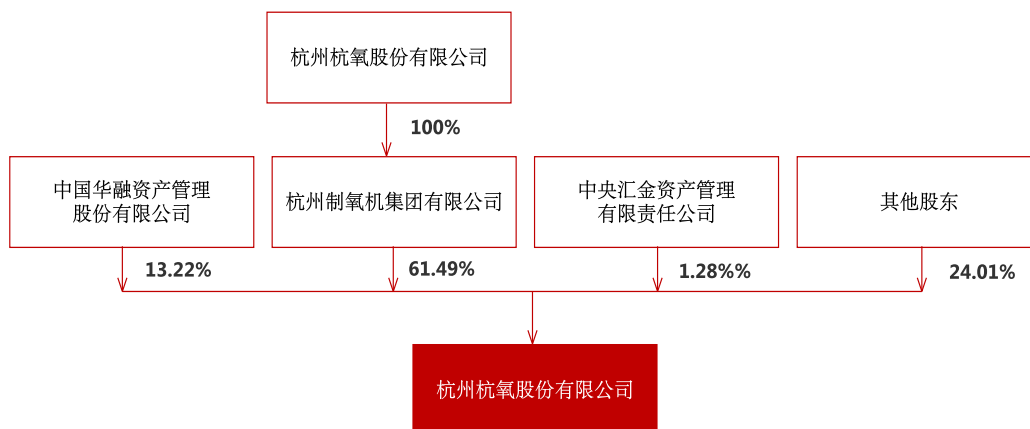 杭州杭氧股份有限公司
100%
中国华融资产管理
股份有限公司
杭州制氧机集团有限公司
中央汇金资产管理
有限责任公司
其他股东
13.22%
61.49%
1.28%%
24.01%
杭州杭氧股份有限公司